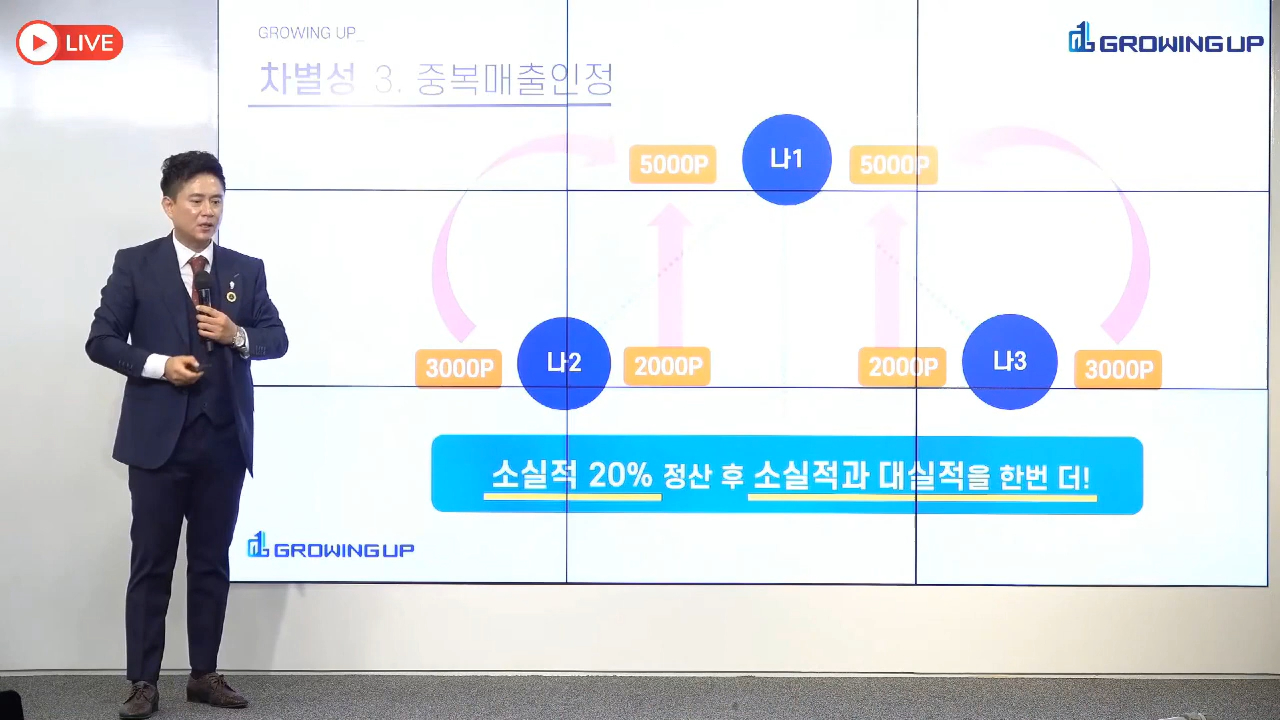 LIVE
GROWING UP_
GROWING UP
차별성 3. 중복매출인정
5000P 나1 5000P
3000P 나2 2000P 2000P 나3 3000P
소실적 20% 정산 후 소실적과 대실적을 한번 더!
GROWING UP